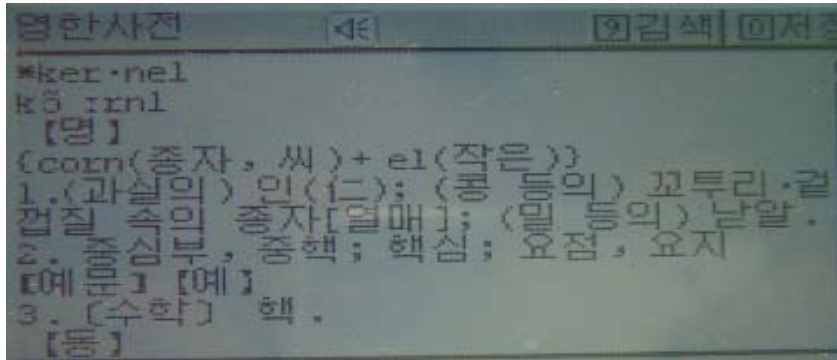 영한사전 [9]검색 [0]저장
*ker·nel
kə́ːrnl
【명】
{corn(종자, 씨)+ el(작은)}
1.(과실의) 인(仁); (콩 등의) 꼬투리·겉
껍질 속의 종자[열매]; (밀 등의) 낟알.
2. 중심부, 중핵; 핵심; 요점, 요지
【예문】【예】
3. 〔수학〕 핵.
【동】